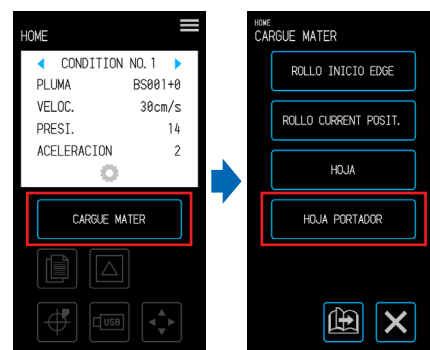 HOME
CONDITION NO.1
PLUMA BS001+0
VELOC. 30cm/s
PRESI. 14
ACELERACION 2
CARGUE MATER
USB
HOME
CARGUE MATER
ROLLO INICIO EDGE
ROLLO CURRENT POSIT.
HOJA
HOJA PORTADOR